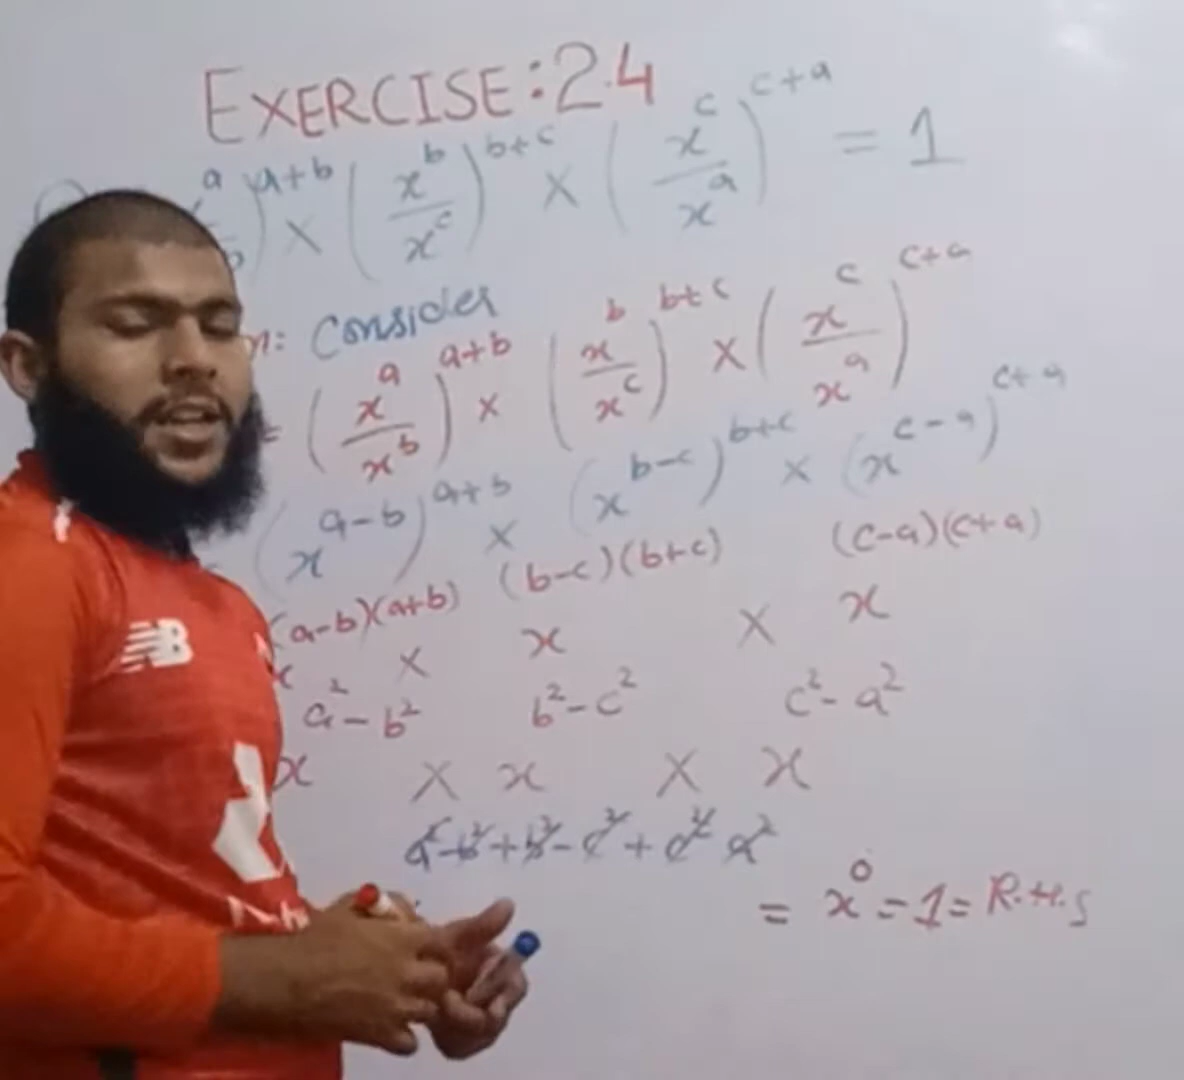 EXERCISE:2.4
a a+b b b+c c c+a
) × ( x/x^c ) × ( x/x^a ) = 1
b
n: Consider
= (x^a/x^b)^a+b × (x^b/x^c)^b+c × (x^c/x^a)^c+a
(x^a-b)^a+b × (x^b-c)^b+c × (x^c-a)^c+a
(a-b)(a+b) (b-c)(b+c) (c-a)(c+a)
x × x × x
a²-b² b²-c² c²-a²
x × x × x
a²-b²+b²-c²+c² a²
= x⁰ = 1 = R.H.S
NB